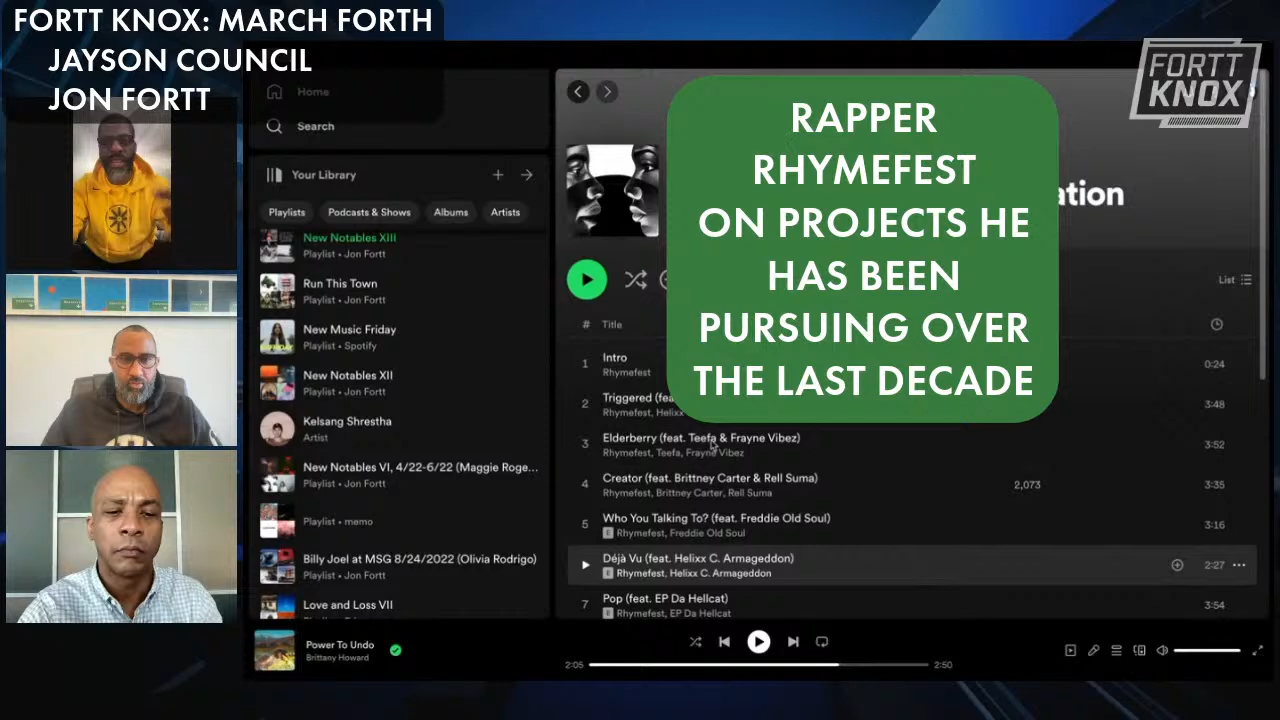 FORTT KNOX: MARCH FORTH
JAYSON COUNCIL
JON FORTT
FORTT
KNOX
RAPPER
RHYMEFEST
ON PROJECTS HE
HAS BEEN
PURSUING OVER
THE LAST DECADE
Home
Search
Your Library
Playlists Podcasts & Shows Albums Artists
New Notables XIII
Playlist • Jon Fortt
Run This Town
Playlist • Jon Fortt
New Music Friday
Playlist • Spotify
New Notables XII
Playlist • Jon Fortt
Kelsang Shrestha
Artist
New Notables VI, 4/22-6/22 (Maggie Roge...
Playlist • Jon Fortt
Playlist • memo
Billy Joel at MSG 8/24/2022 (Olivia Rodrigo)
Playlist • Jon Fortt
Love and Loss VII
ation
List
# Title
1 Intro 0:24
Rhymefest
2 Triggered (fea 3:48
Rhymefest, Helixx
3 Elderberry (feat. Teefa & Frayne Vibez) 3:52
Rhymefest, Teefa, Frayne Vibez
4 Creator (feat. Brittney Carter & Rell Suma) 2,073 3:35
Rhymefest, Brittney Carter, Rell Suma
5 Who You Talking To? (feat. Freddie Old Soul) 3:16
E Rhymefest, Freddie Old Soul
Déjà Vu (feat. Helixx C. Armageddon) 2:27
E Rhymefest, Helixx C. Armageddon
7 Pop (feat. EP Da Hellcat) 3:54
E Rhymefest, EP Da Hellcat
Power To Undo
Brittany Howard
2:05 2:50